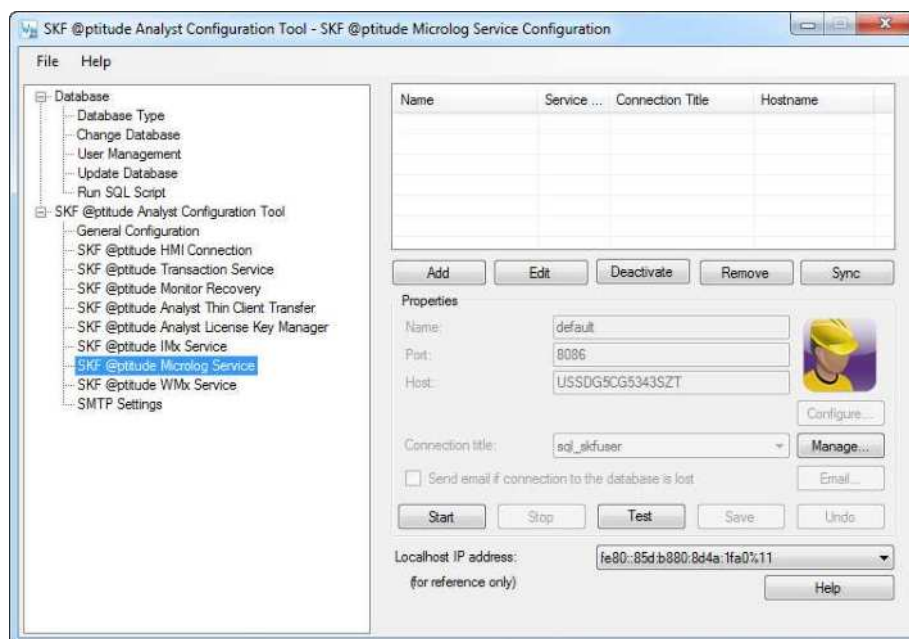 SKF @ptitude Analyst Configuration Tool - SKF @ptitude Microlog Service Configuration
File Help
Database
Database Type
Change Database
User Management
Update Database
Run SQL Script
SKF @ptitude Analyst Configuration Tool
General Configuration
SKF @ptitude HMI Connection
SKF @ptitude Transaction Service
SKF @ptitude Monitor Recovery
SKF @ptitude Analyst Thin Client Transfer
SKF @ptitude Analyst License Key Manager
SKF @ptitude IMx Service
SKF @ptitude Microlog Service
SKF @ptitude WMx Service
SMTP Settings
Name Service ... Connection Title Hostname
Add Edit Deactivate Remove Sync
Properties
Name: default
Port: 8086
Host: USSDG5CG5343SZT
Configure...
Connection title: sql_skfuser Manage...
Send email if connection to the database is lost Email...
Start Stop Test Save Undo
Localhost IP address: fe80::85d:b880:8d4a:1fa0%11
(for reference only)
Help